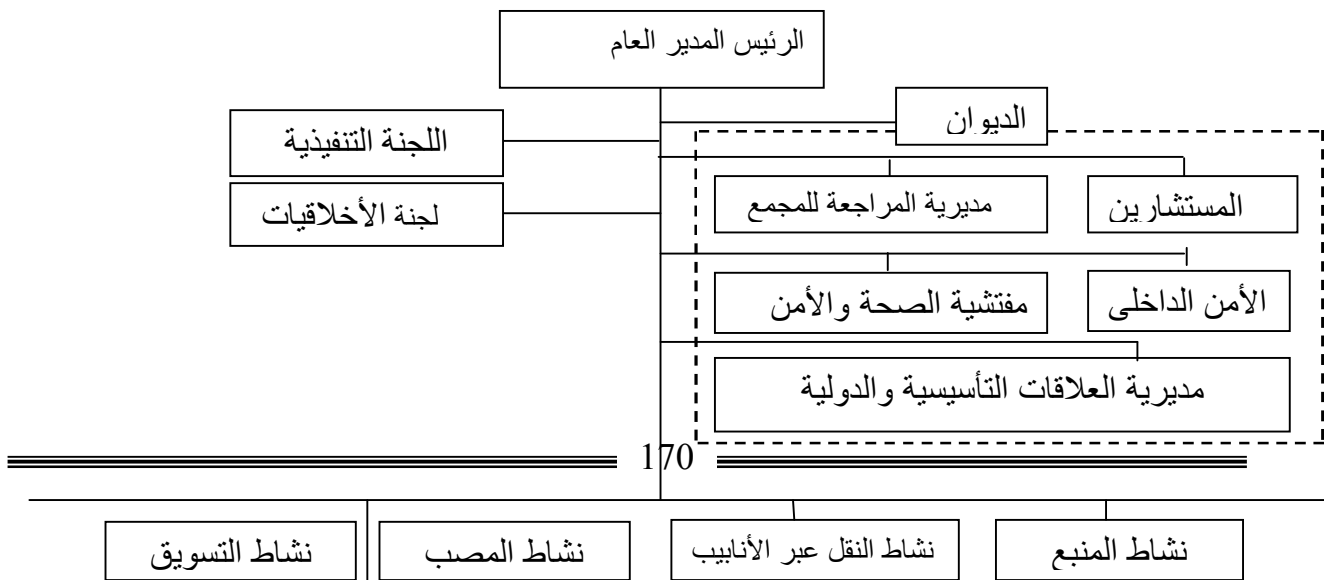 الرئيس المدير العام
الديوان
اللجنة التنفيذية
المستشارين
مديرية المراجعة للمجمع
لجنة الأخلاقيات
الأمن الداخلي
مفتشية الصحة والأمن
مديرية العلاقات التأسيسية والدولية
170
نشاط المنبع
نشاط النقل عبر الأنابيب
نشاط المصب
نشاط التسويق